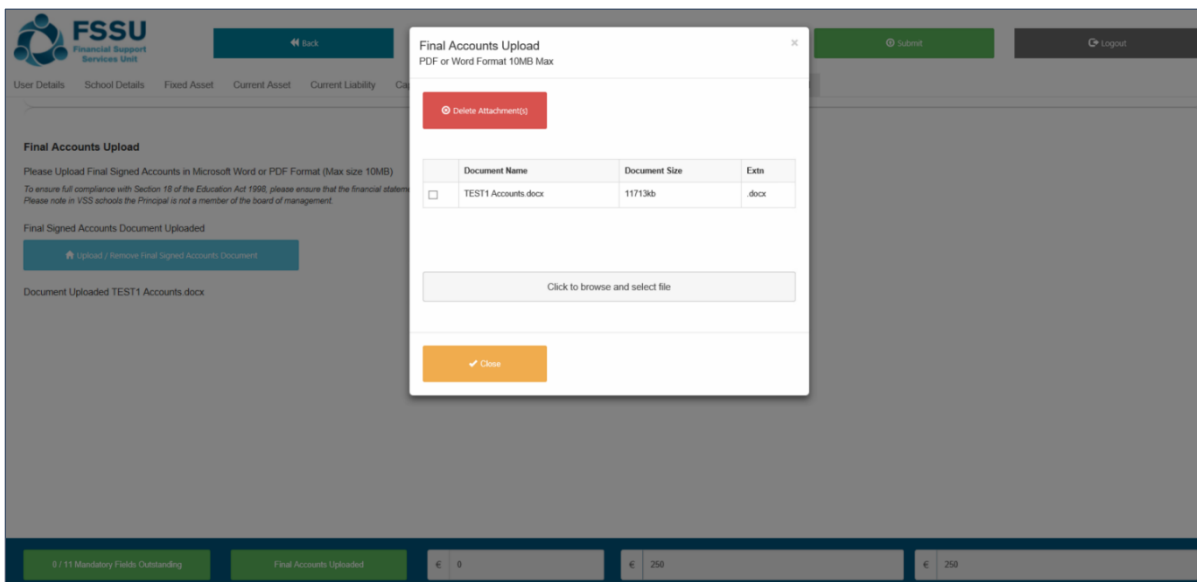 FSSU
Financial Support
Services Unit
Back
Submit
Logout
User Details School Details Fixed Asset Current Asset Current Liability
Final Accounts Upload
×
PDF or Word Format 10MB Max
Delete Attachment(s)
Document Name Document Size Extn
TEST1 Accounts.docx 11713kb .docx
Click to browse and select file
Close
Final Accounts Upload
Please Upload Final Signed Accounts in Microsoft Word or PDF Format (Max size 10MB)
To ensure full compliance with Section 18 of the Education Act 1998, please ensure that the financial
Please note in VSS schools the Principal is not a member of the board of management.
Final Signed Accounts Document Uploaded
Upload / Remove Final Signed Accounts Document
Document Uploaded TEST1 Accounts.docx
0 / 11 Mandatory Fields Outstanding Final Accounts Uploaded € 0 € 250 € 250